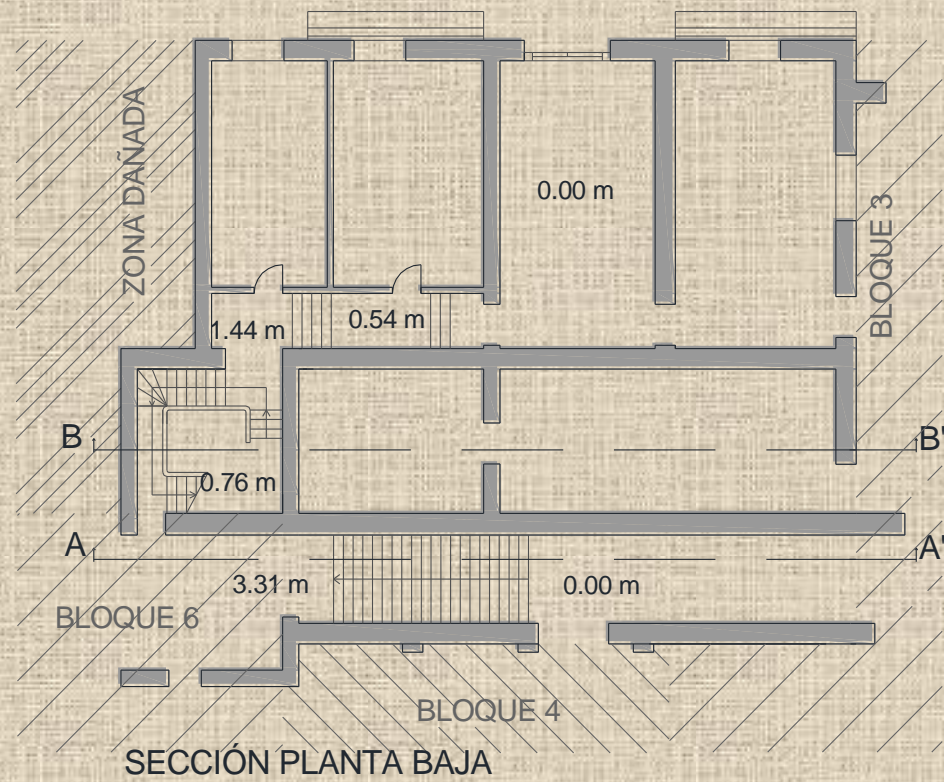 ZONA DAÑADA
0.00 m
BLOQUE 3
1.44 m
0.54 m
B
B'
0.76 m
A
A'
3.31 m
0.00 m
BLOQUE 6
BLOQUE 4
SECCIÓN PLANTA BAJA